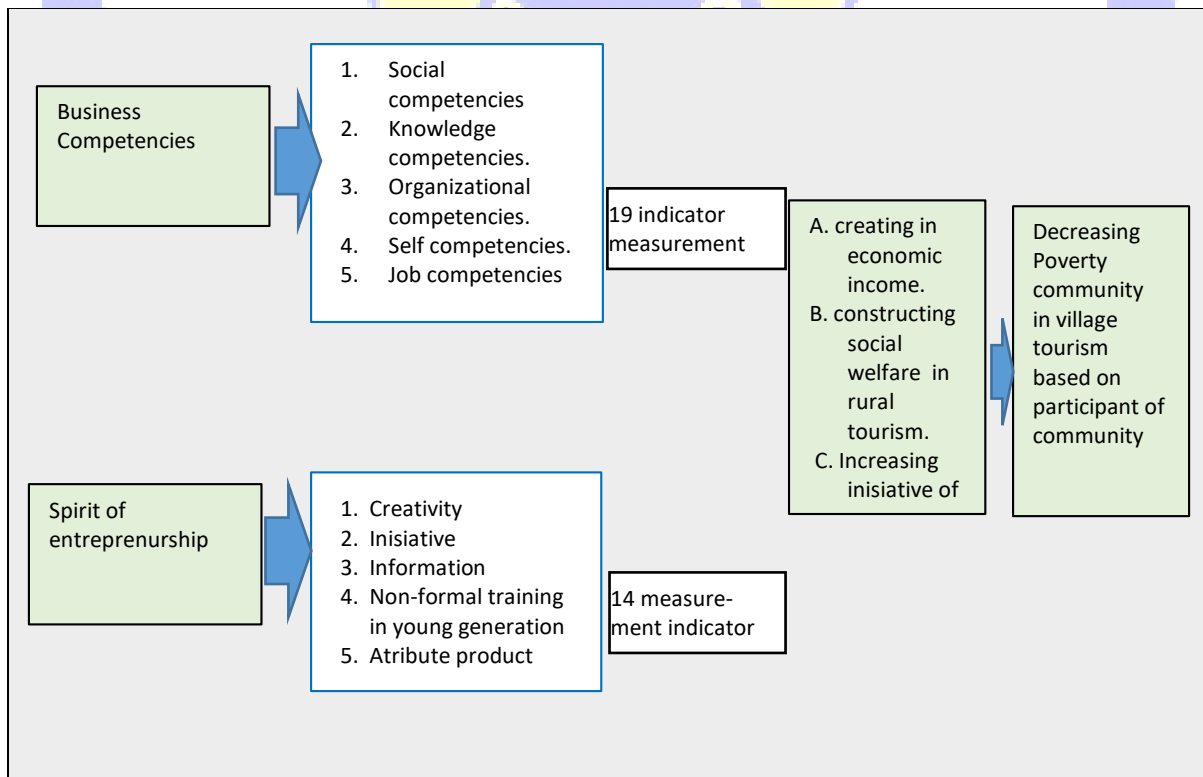 Business
Competencies
1. Social
competencies
2. Knowledge
competencies.
3. Organizational
competencies.
4. Self competencies.
5. Job competencies
19 indicator
measurement
A. creating in
economic
income.
B. constructing
social
welfare in
rural
tourism.
C. Increasing
inisiative of
Decreasing
Poverty
community
in village
tourism
based on
participant of
community
Spirit of
entreprenurship
1. Creativity
2. Inisiative
3. Information
4. Non-formal training
in young generation
5. Atribute product
14 measure-
ment indicator